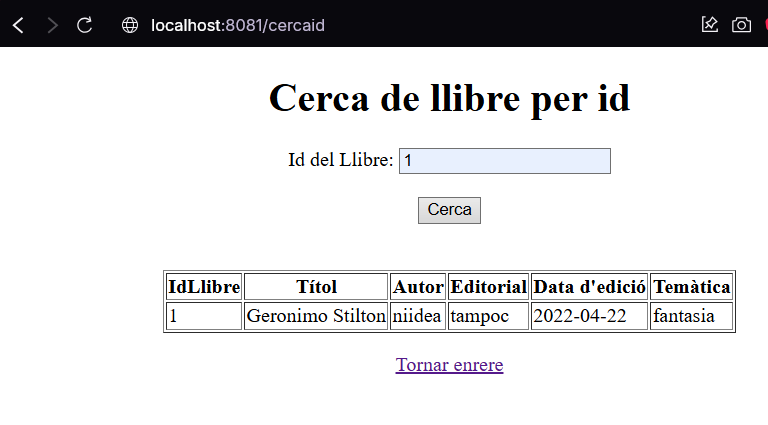 localhost:8081/cercaid
Cerca de llibre per id
Id del Llibre: 1
Cerca
IdLlibre Títol Autor Editorial Data d'edició Temàtica
1 Geronimo Stilton niidea tampoc 2022-04-22 fantasia
Tornar enrere